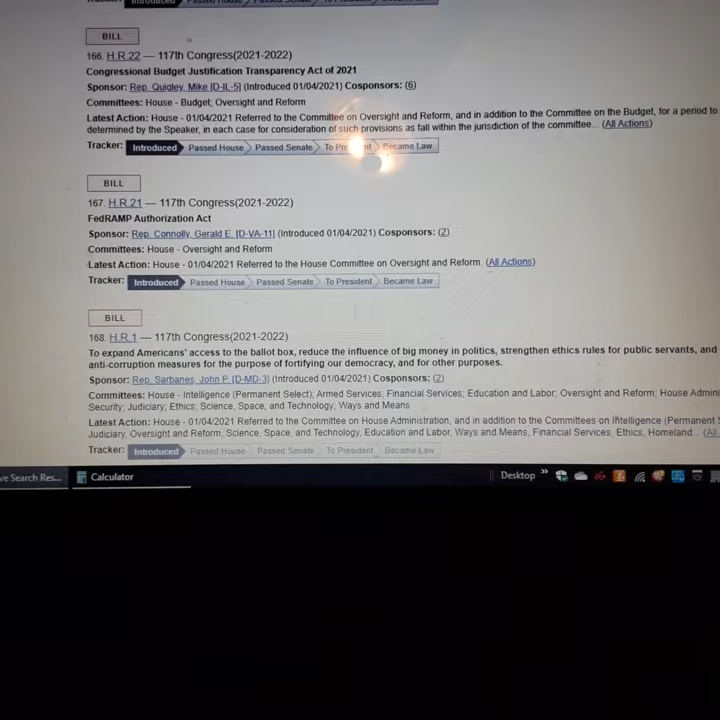 BILL
166. H.R.22 — 117th Congress(2021-2022)
Congressional Budget Justification Transparency Act of 2021
Sponsor: Rep. Quigley, Mike [D-IL-5] (Introduced 01/04/2021) Cosponsors: (6)
Committees: House - Budget; Oversight and Reform
Latest Action: House - 01/04/2021 Referred to the Committee on Oversight and Reform, and in addition to the Committee on the Budget, for a period to
determined by the Speaker, in each case for consideration of such provisions as fall within the jurisdiction of the committee... (All Actions)
Tracker: Introduced Passed House Passed Senate To Became Law
BILL
167. H.R.21 — 117th Congress(2021-2022)
FedRAMP Authorization Act
Sponsor: Rep. Connolly, Gerald E. [D-VA-11] (Introduced 01/04/2021) Cosponsors: (2)
Committees: House - Oversight and Reform
Latest Action: House - 01/04/2021 Referred to the House Committee on Oversight and Reform. (All Actions)
Tracker: Introduced Passed House Passed Senate To President Became Law
BILL
168. H.R.1 — 117th Congress(2021-2022)
To expand Americans' access to the ballot box, reduce the influence of big money in politics, strengthen ethics rules for public servants, and
anti-corruption measures for the purpose of fortifying our democracy, and for other purposes.
Sponsor: Rep. Sarbanes, John P. [D-MD-3] (Introduced 01/04/2021) Cosponsors: (2)
Committees: House - Intelligence (Permanent Select); Armed Services; Financial Services; Education and Labor; Oversight and Reform; House Admini
Security; Judiciary; Ethics; Science, Space, and Technology; Ways and Means
Latest Action: House - 01/04/2021 Referred to the Committee on House Administration, and in addition to the Committees on Intelligence (Permanent S
Judiciary, Oversight and Reform, Science, Space, and Technology, Education and Labor, Ways and Means, Financial Services, Ethics, Homeland... (All
Tracker: Introduced Passed House Passed Senate To President Became Law
ve Search Res... Calculator Desktop »